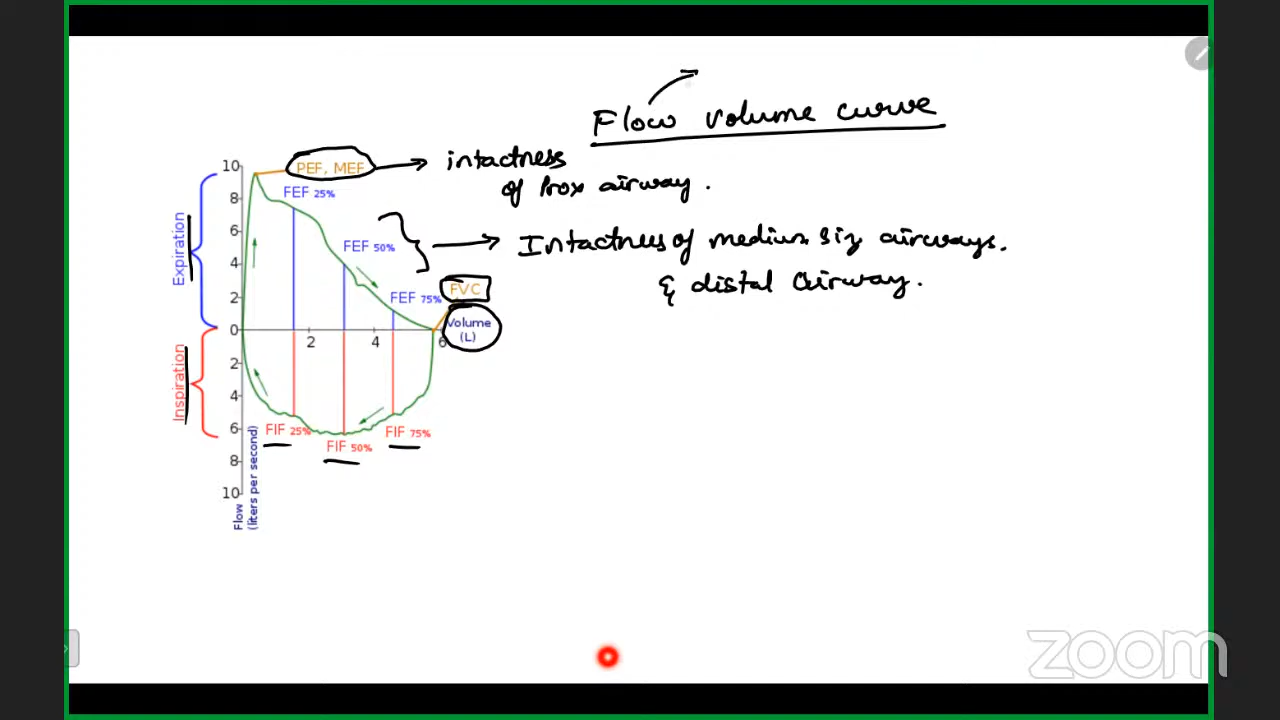 Flow volume curve
PEF, MEF
intactness
of Prox airway.
FEF 25%
FEF 50%
Intactness of medium siz airways.
& distal airway.
FEF 75%
FVC
Volume
(L)
Expiration
Inspiration
10
8
6
4
2
0
2
4
6
8
10
2
4
6
FIF 25%
FIF 50%
FIF 75%
Flow
(liters per second)
zoom